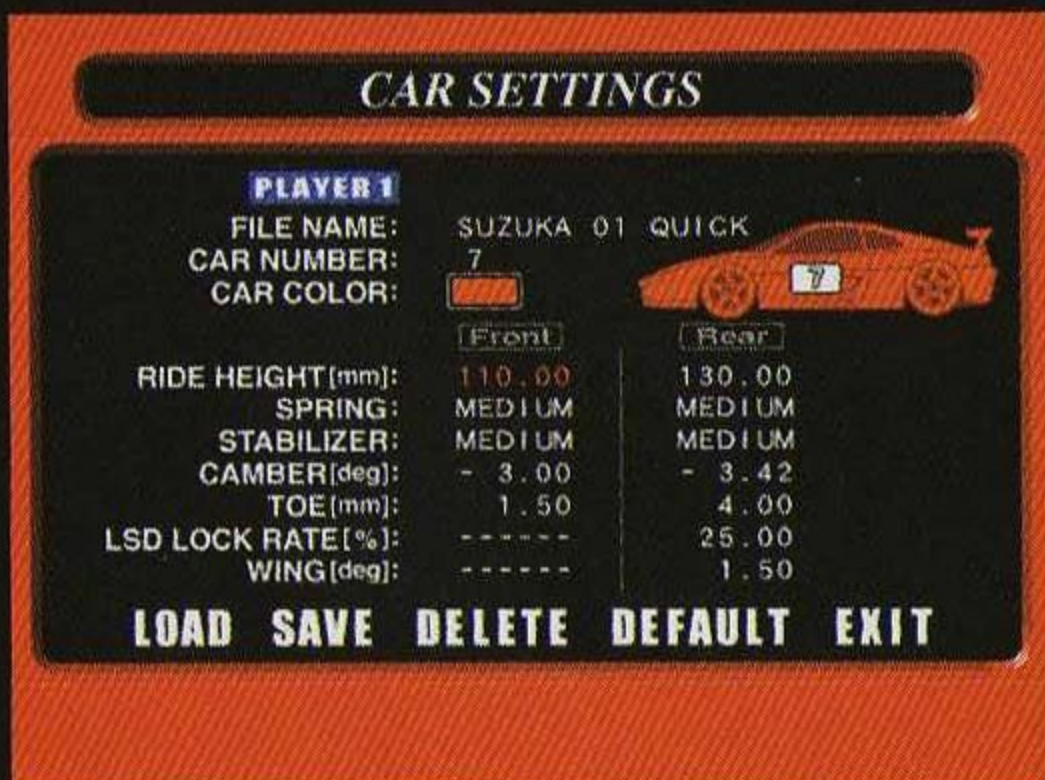 CAR SETTINGS
PLAYER 1
FILE NAME: SUZUKA 01 QUICK
CAR NUMBER: 7
CAR COLOR:
7
Front Rear
RIDE HEIGHT[mm]: 110.00 130.00
SPRING: MEDIUM MEDIUM
STABILIZER: MEDIUM MEDIUM
CAMBER[deg]: - 3.00 - 3.42
TOE[mm]: 1.50 4.00
LSD LOCK RATE[%]: ------ 25.00
WING[deg]: ------ 1.50
LOAD SAVE DELETE DEFAULT EXIT